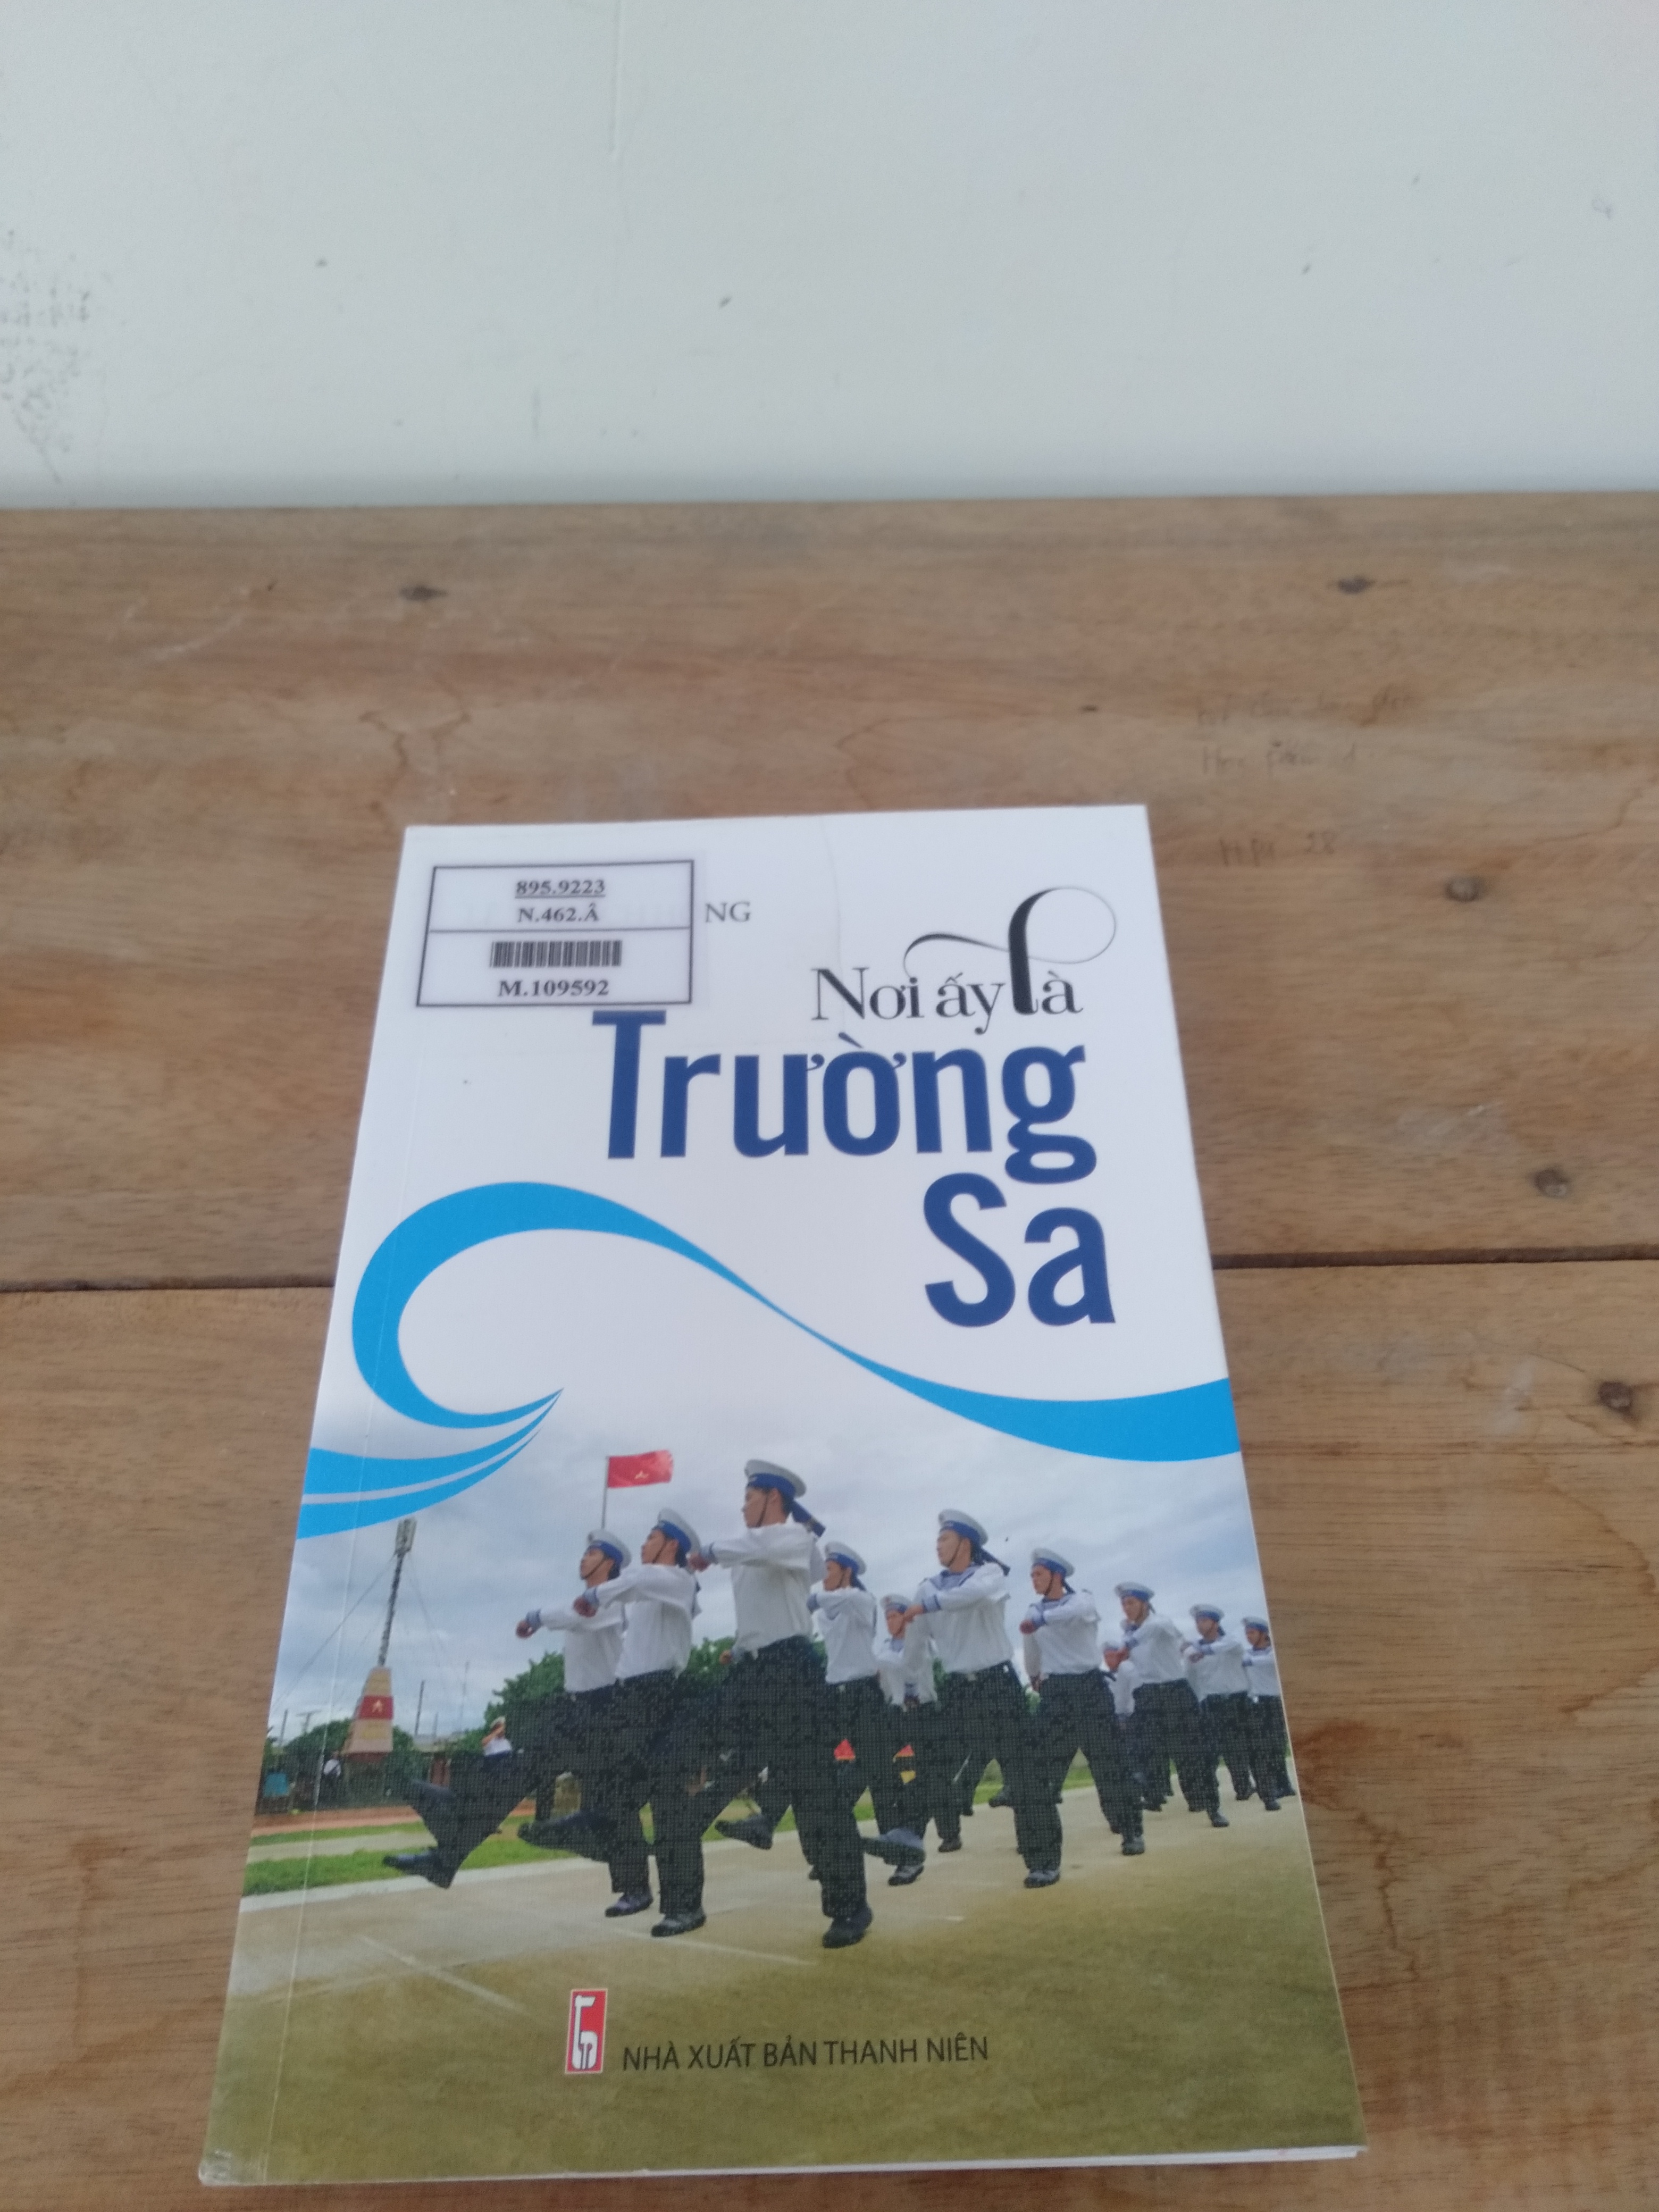 895.9223
N.462.Â
M.109592
NG
Nơi ấy là
Trường
Sa
NHÀ XUẤT BẢN THANH NIÊN